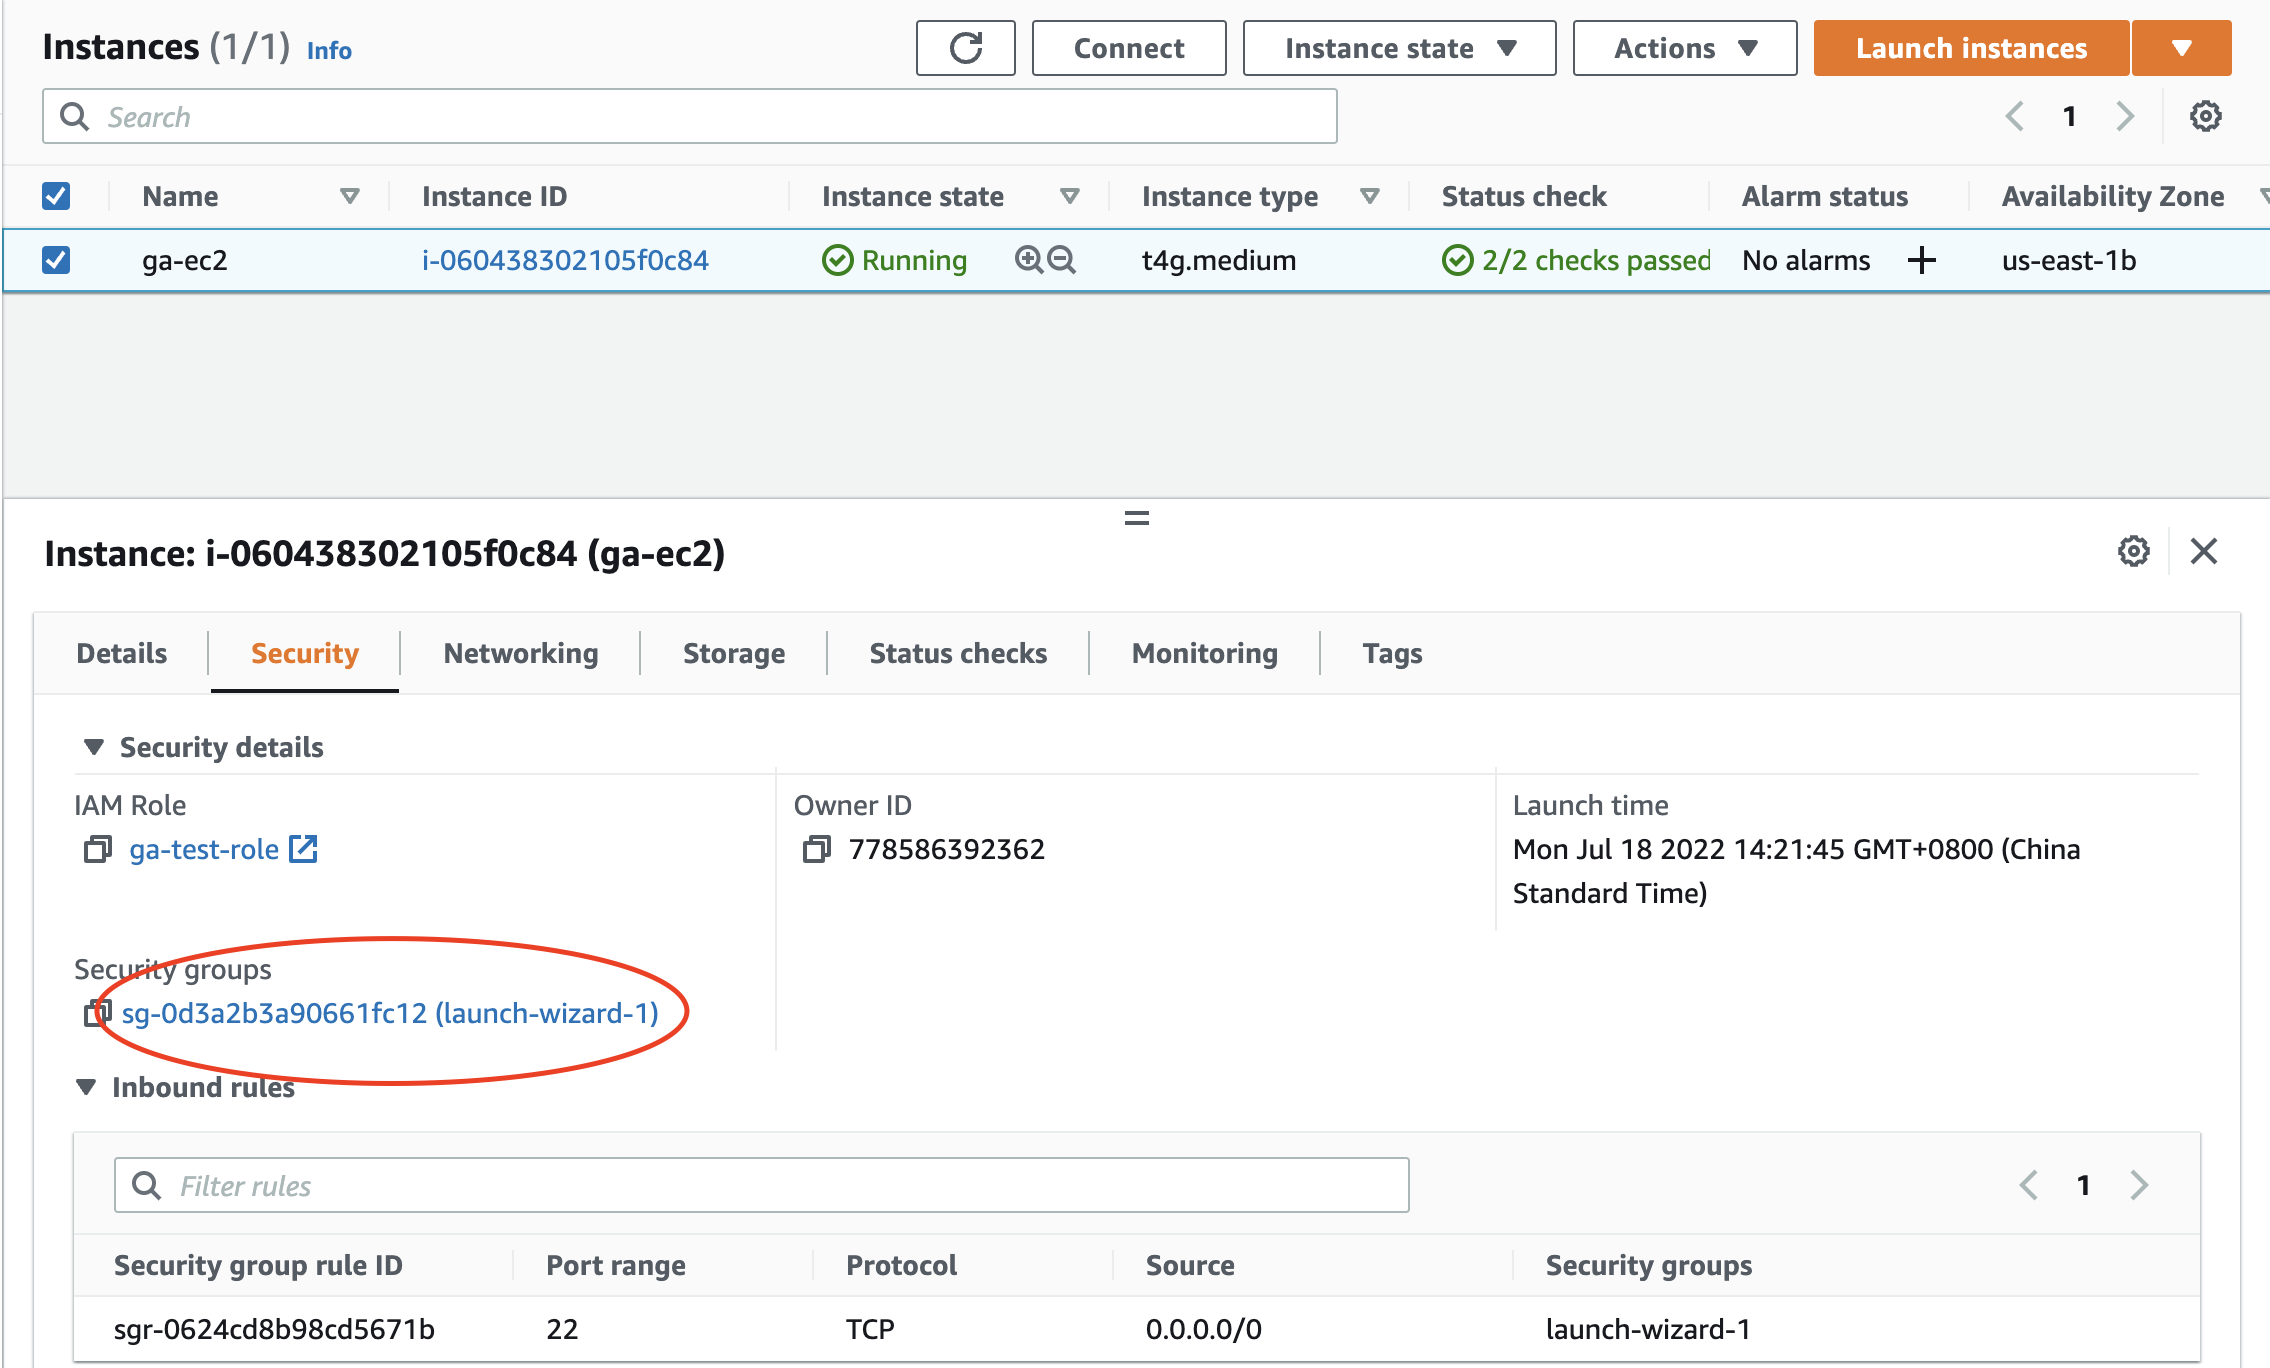 Instances (1/1) Info
Connect
Instance state
Actions
Launch instances
Search
1
Name Instance ID Instance state Instance type Status check Alarm status Availability Zone
ga-ec2 i-060438302105f0c84 Running t4g.medium 2/2 checks passed No alarms us-east-1b
Instance: i-060438302105f0c84 (ga-ec2)
Details Security Networking Storage Status checks Monitoring Tags
Security details
IAM Role
ga-test-role
Owner ID
778586392362
Launch time
Mon Jul 18 2022 14:21:45 GMT+0800 (China
Standard Time)
Security groups
sg-0d3a2b3a90661fc12 (launch-wizard-1)
Inbound rules
Filter rules
1
Security group rule ID Port range Protocol Source Security groups
sgr-0624cd8b98cd5671b 22 TCP 0.0.0.0/0 launch-wizard-1